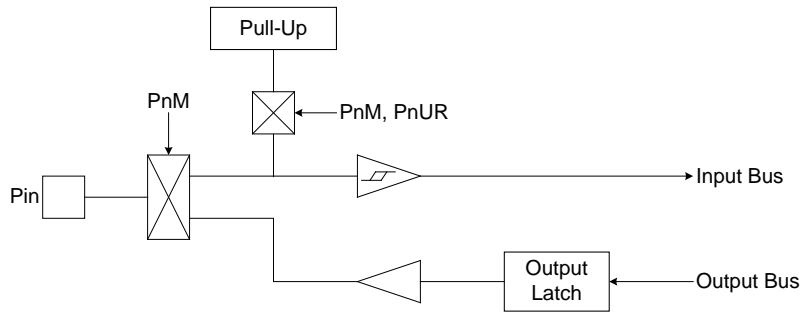 Pull-Up
PnM
PnM, PnUR
Pin
Input Bus
Output
Latch
Output Bus